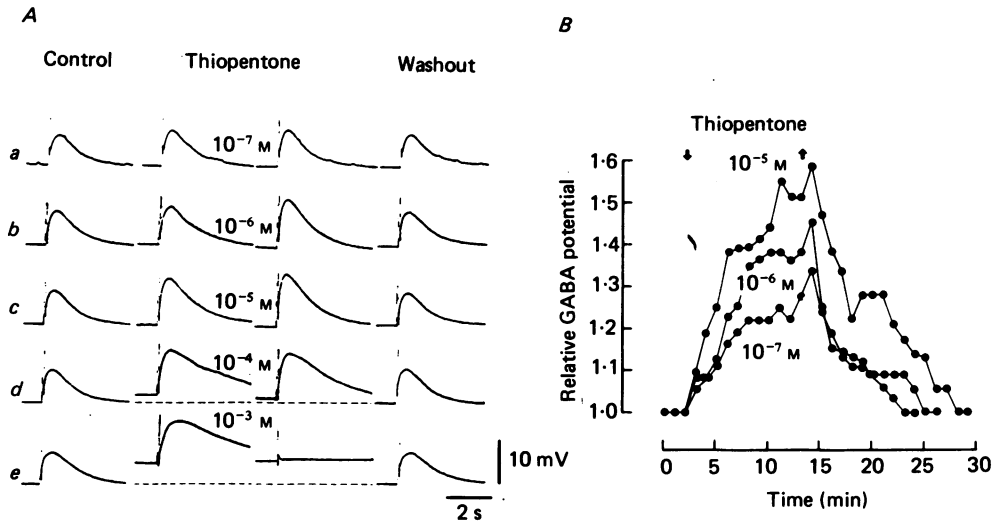 A
Control
Thiopentone
Washout
a
10⁻⁷ M
b
10⁻⁶ M
c
10⁻⁵ M
d
10⁻⁴ M
10⁻³ M
e
10 mV
2 s
B
Thiopentone
10⁻⁵ M
10⁻⁶ M
10⁻⁷ M
Relative GABA potential
1·6
1·5
1·4
1·3
1·2
1·1
1·0
0
5
10
15
20
25
30
Time (min)